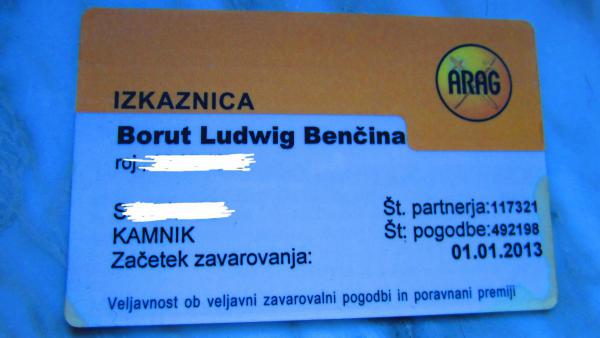 ARAG
IZKAZNICA
Borut Ludwig Benčina
roj.:
S
KAMNIK
Začetek zavarovanja:
Št. partnerja:117321
Št: pogodbe:492198
01.01.2013
Veljavnost ob veljavni zavarovalni pogodbi in poravnani premiji